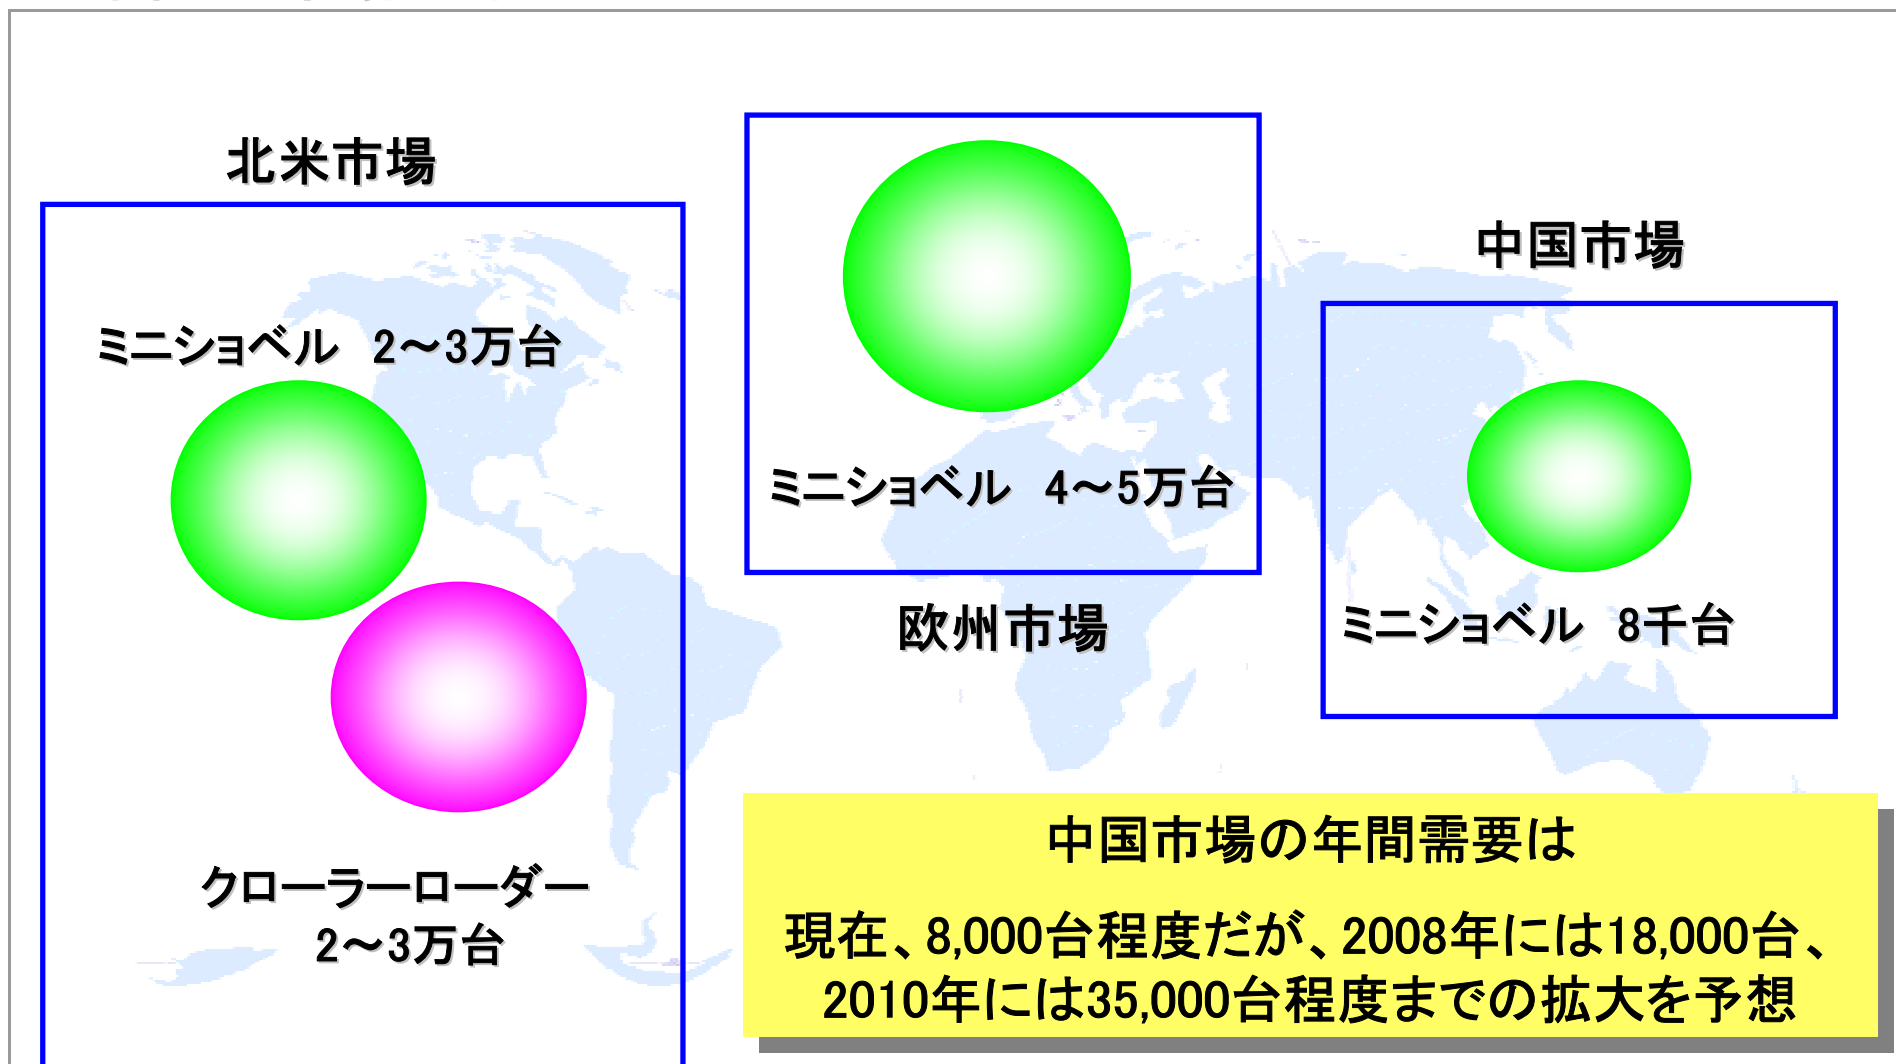 北米市場
ミニショベル 2～3万台
クローラーローダー
2～3万台
ミニショベル 4～5万台
欧州市場
中国市場
ミニショベル 8千台
中国市場の年間需要は
現在、8,000台程度だが、2008年には18,000台、
2010年には35,000台程度までの拡大を予想